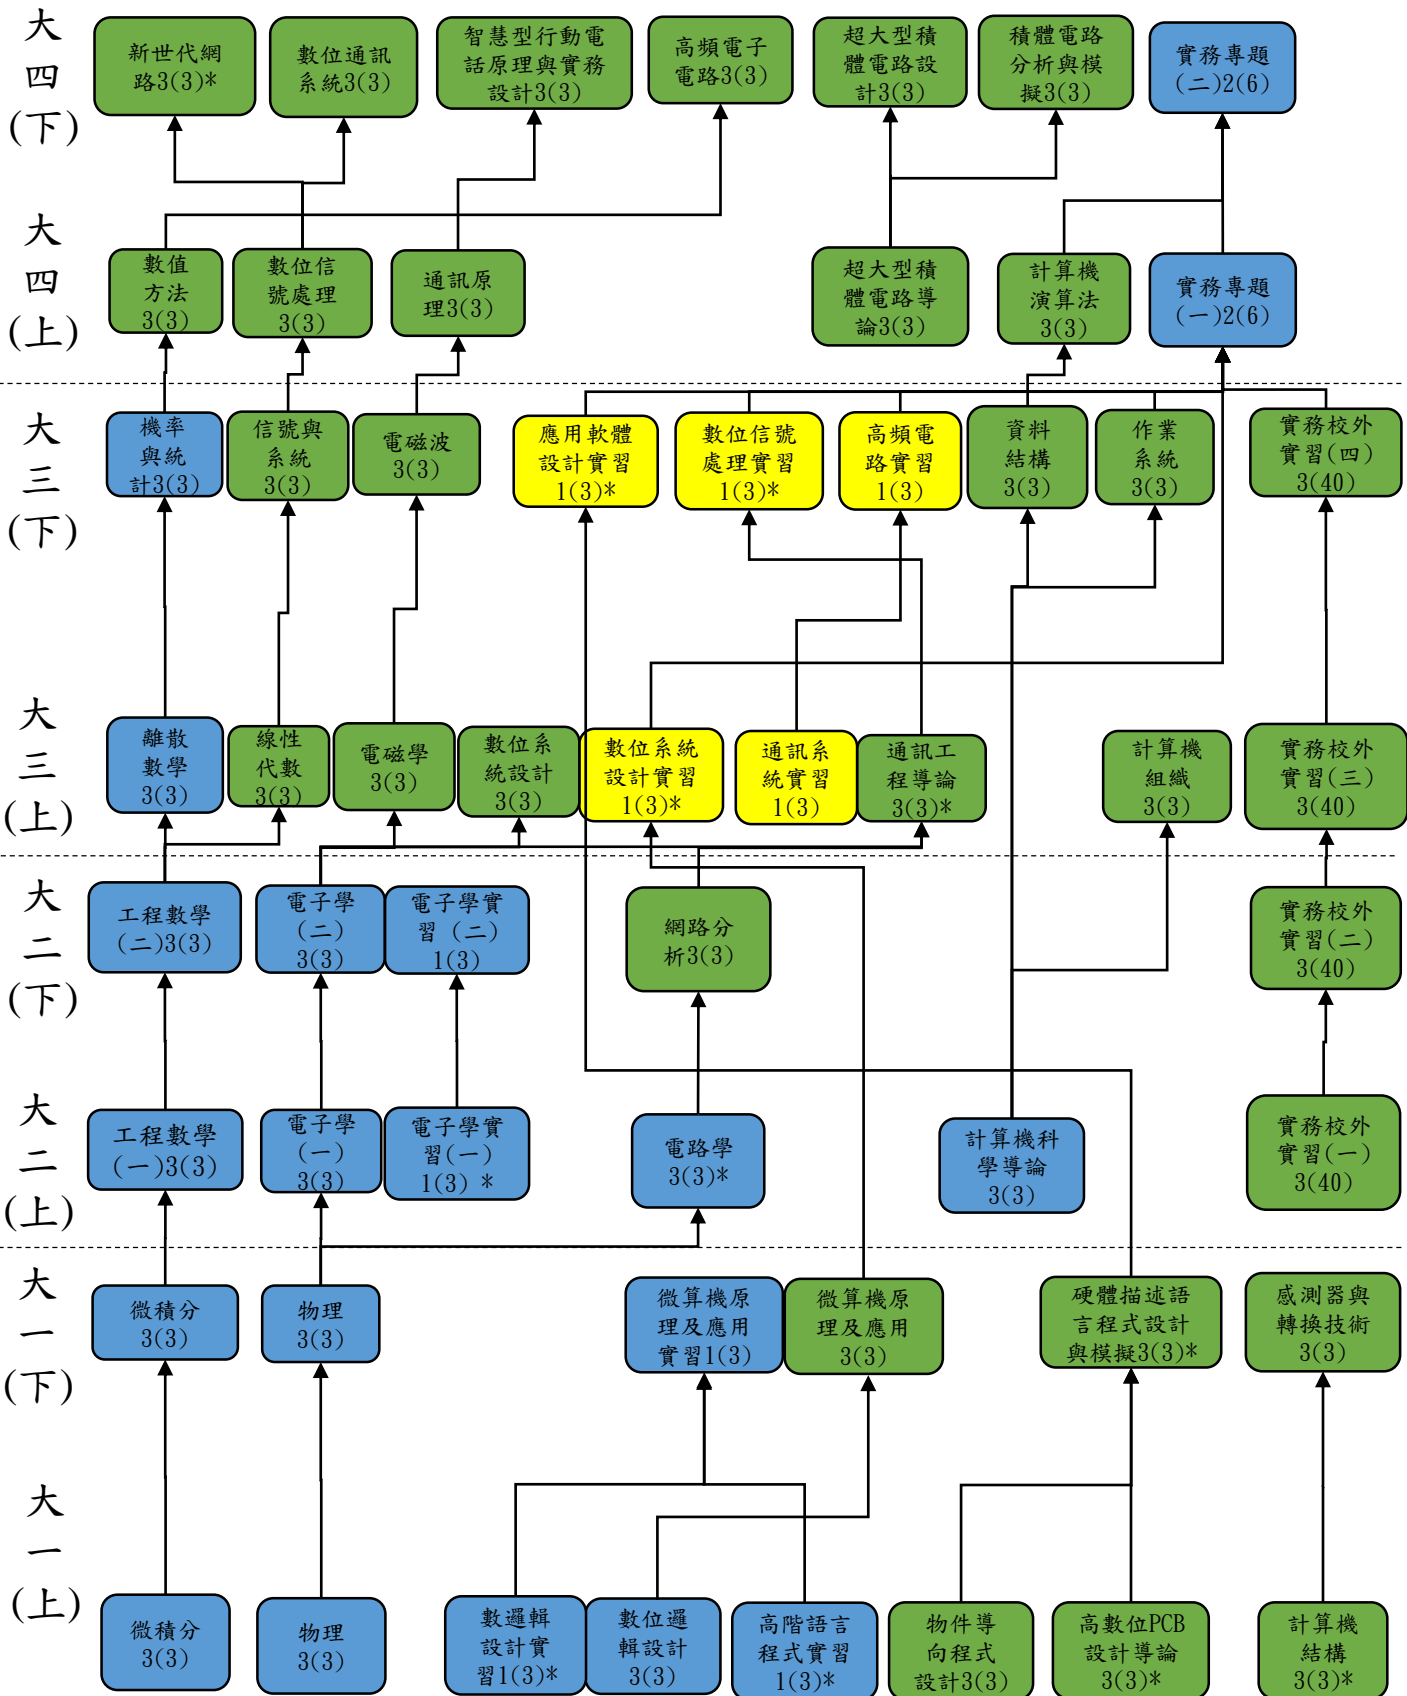 大
四
(下)
新世代網
路3(3)*
數位通訊
系統3(3)
智慧型行動電
話原理與實務
設計3(3)
高頻電子
電路3(3)
超大型積
體電路設
計3(3)
積體電路
分析與模
擬3(3)
實務專題
(二)2(6)
大
四
(上)
數值
方法
3(3)
數位信
號處理
3(3)
通訊原
理3(3)
超大型積
體電路導
論3(3)
計算機
演算法
3(3)
實務專題
(一)2(6)
大
三
(下)
機率
與統
計3(3)
信號與
系統
3(3)
電磁波
3(3)
應用軟體
設計實習
1(3)*
數位信號
處理實習
1(3)*
高頻電
路實習
1(3)
資料
結構
3(3)
作業
系統
3(3)
實務校外
實習(四)
3(40)
大
三
(上)
離散
數學
3(3)
線性
代數
3(3)
電磁學
3(3)
數位系
統設計
3(3)
數位系統
設計實習
1(3)*
通訊系
統實習
1(3)
通訊工
程導論
3(3)*
計算機
組織
3(3)
實務校外
實習(三)
3(40)
大
二
(下)
工程數學
(二)3(3)
電子學
(二)
3(3)
電子學實
習 (二)
1(3)
網路分
析3(3)
實務校外
實習(二)
3(40)
大
二
(上)
工程數學
(一)3(3)
電子學
(一)
3(3)
電子學實
習(一)
1(3) *
電路學
3(3)*
計算機科
學導論
3(3)
實務校外
實習(一)
3(40)
大
一
(下)
微積分
3(3)
物理
3(3)
微算機原
理及應用
實習1(3)
微算機原
理及應用
3(3)
硬體描述語
言程式設計
與模擬3(3)*
感測器與
轉換技術
3(3)
大
一
(上)
微積分
3(3)
物理
3(3)
數邏輯
設計實
習1(3)*
數位邏
輯設計
3(3)
高階語言
程式實習
1(3)*
物件導
向程式
設計3(3)
高數位PCB
設計導論
3(3)*
計算機
結構
3(3)*